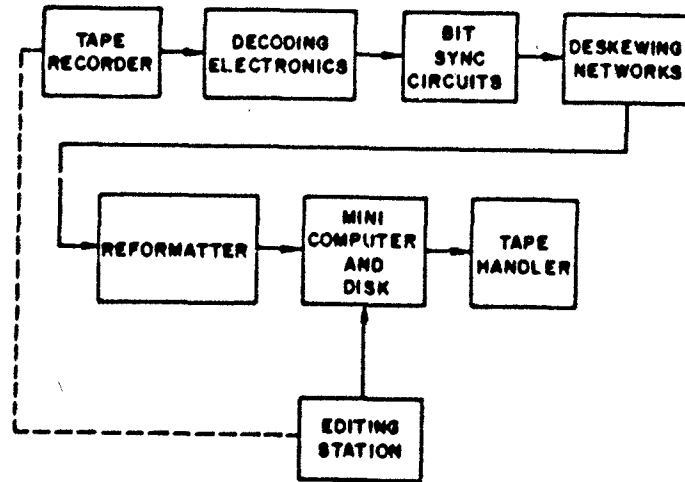 TAPE
RECORDER
DECODING
ELECTRONICS
BIT
SYNC
CIRCUITS
DESKEWING
NETWORKS
REFORMATTER
MINI
COMPUTER
AND
DISK
TAPE
HANDLER
EDITING
STATION